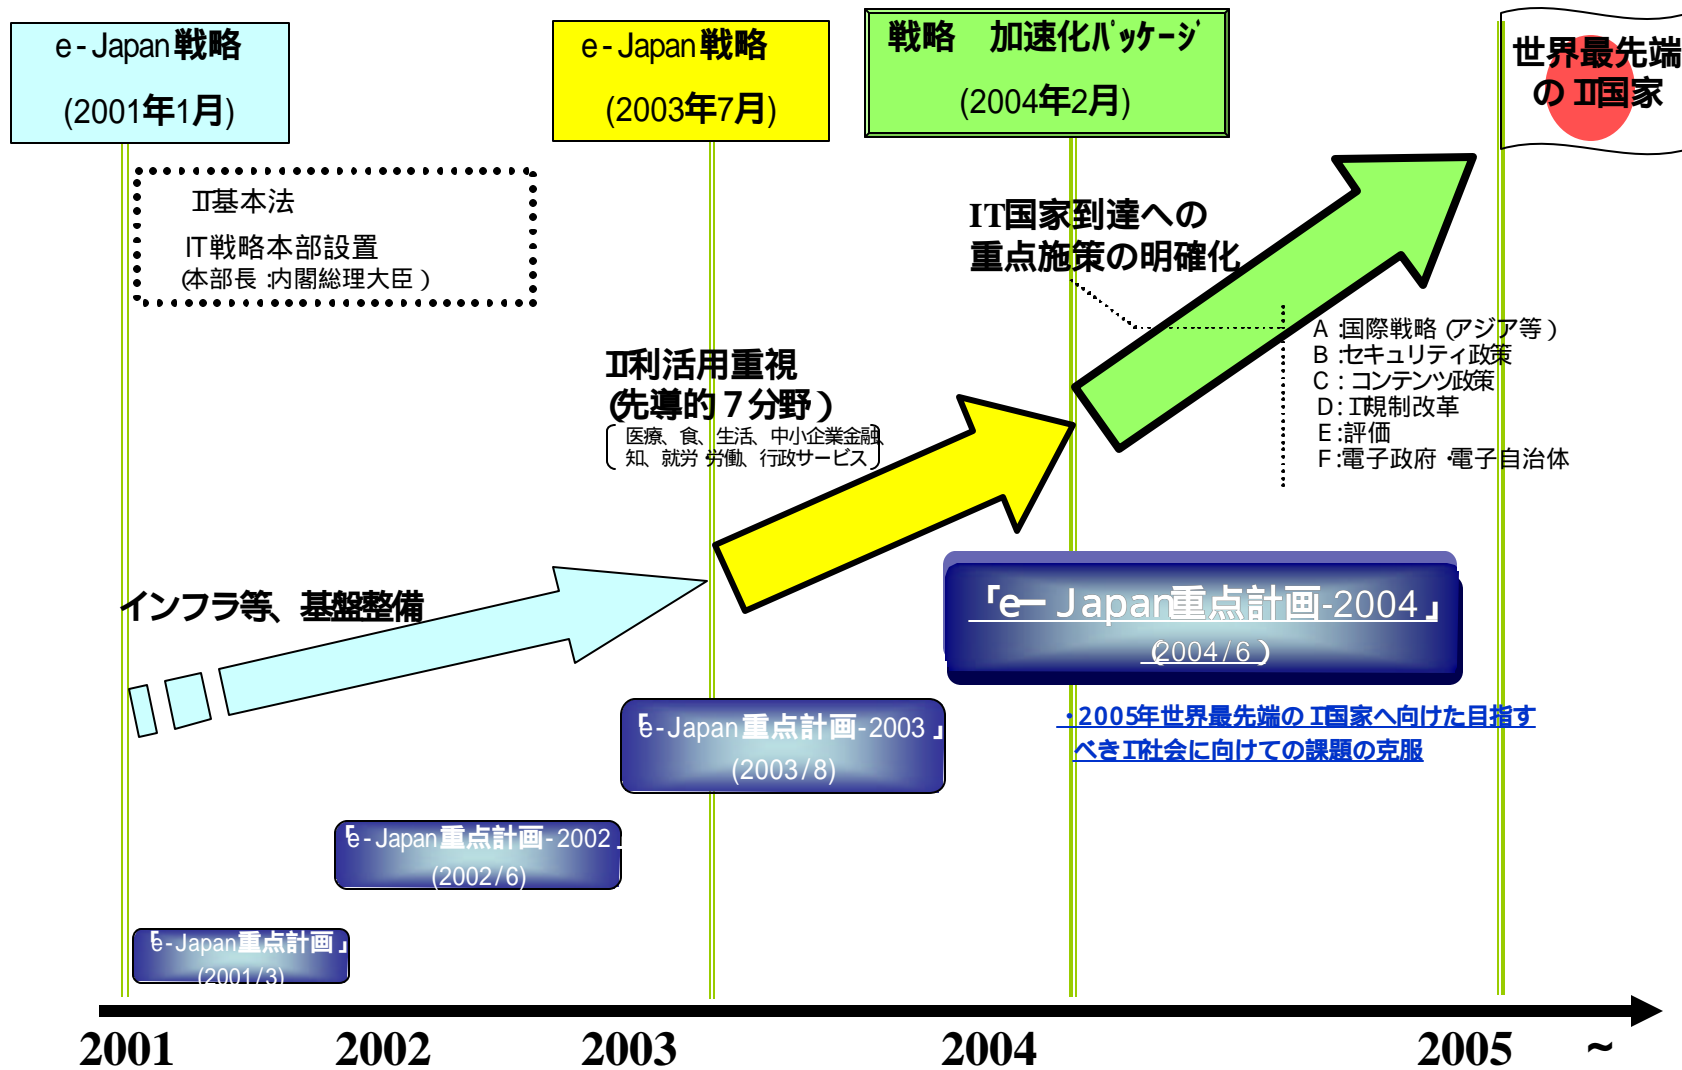 e-Japan戦略
(2001年1月)
e-Japan戦略
(2003年7月)
戦略　加速化パッケージ
(2004年2月)
世界最先端
のIT国家
IT基本法
IT戦略本部設置
(本部長:内閣総理大臣)
IT国家到達への
重点施策の明確化
A:国際戦略(アジア等)
B:セキュリティ政策
C:コンテンツ政策
D:IT規制改革
E:評価
F:電子政府・電子自治体
IT利活用重視
(先導的7分野)
医療、食、生活、中小企業金融、
知、就労・労働、行政サービス
インフラ等、基盤整備
「e-Japan重点計画-2004」
(2004/6)
・2005年世界最先端のIT国家へ向けた目指す
べきIT社会に向けての課題の克服
「e-Japan重点計画-2003」
(2003/8)
「e-Japan重点計画-2002」
(2002/6)
「e-Japan重点計画」
(2001/3)
2001 2002 2003 2004 2005 ~